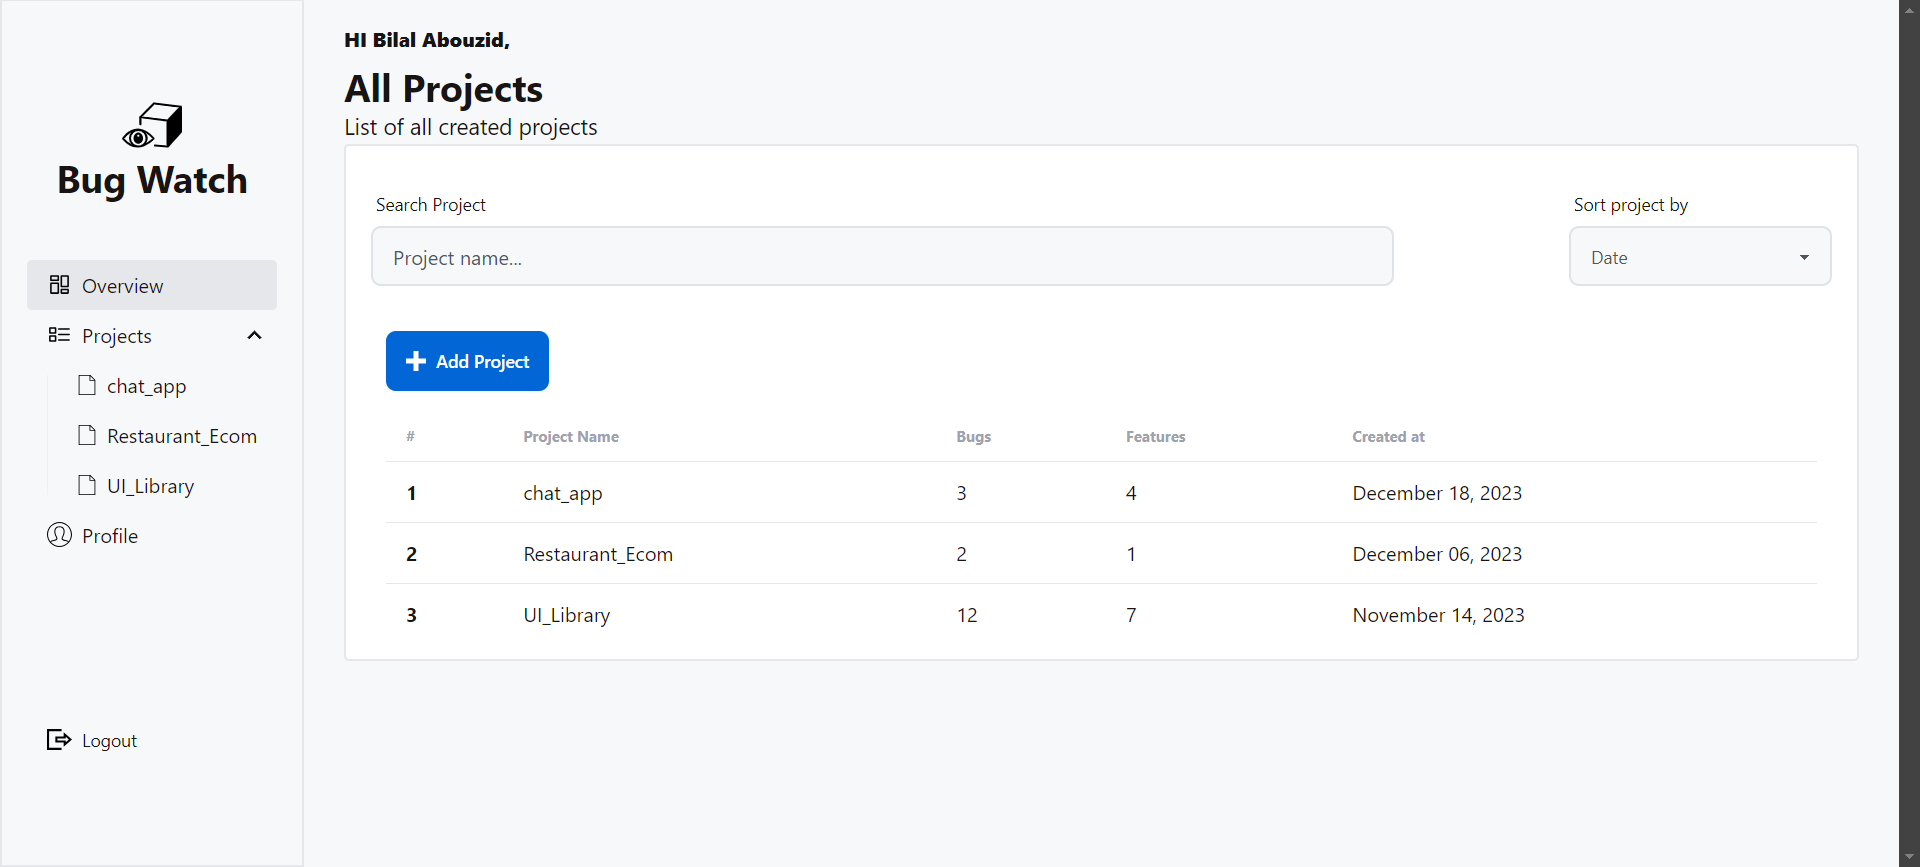 Bug Watch
Overview
Projects
chat_app
Restaurant_Ecom
UI_Library
Profile
Logout
HI Bilal Abouzid,
All Projects
List of all created projects
Search Project
Project name...
Sort project by
Date
Add Project
# Project Name Bugs Features Created at
1 chat_app 3 4 December 18, 2023
2 Restaurant_Ecom 2 1 December 06, 2023
3 UI_Library 12 7 November 14, 2023